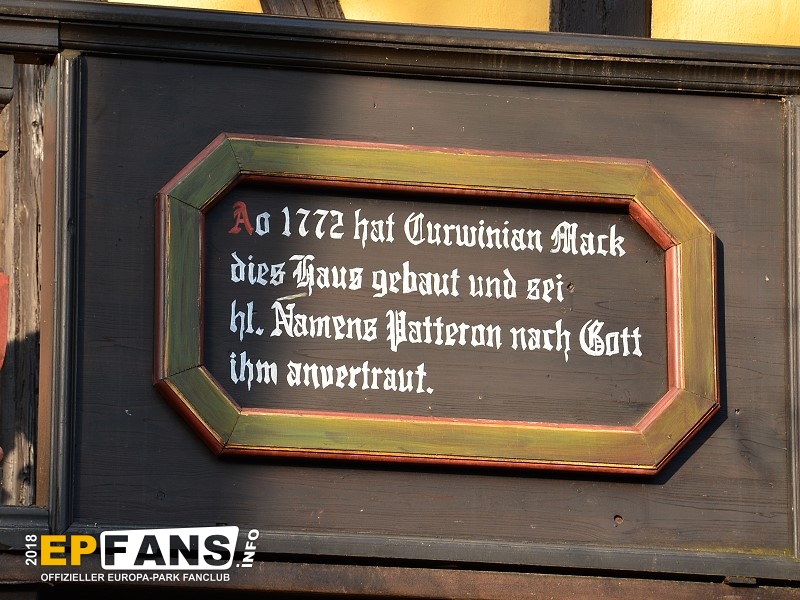 Ao 1772 hat Curwinian Mack
dies Haus gebaut und sei
hl. Namens Patteron nach Gott
ihm anvertraut.
2018 EPFANS.INFO
OFFIZIELLER EUROPA-PARK FANCLUB